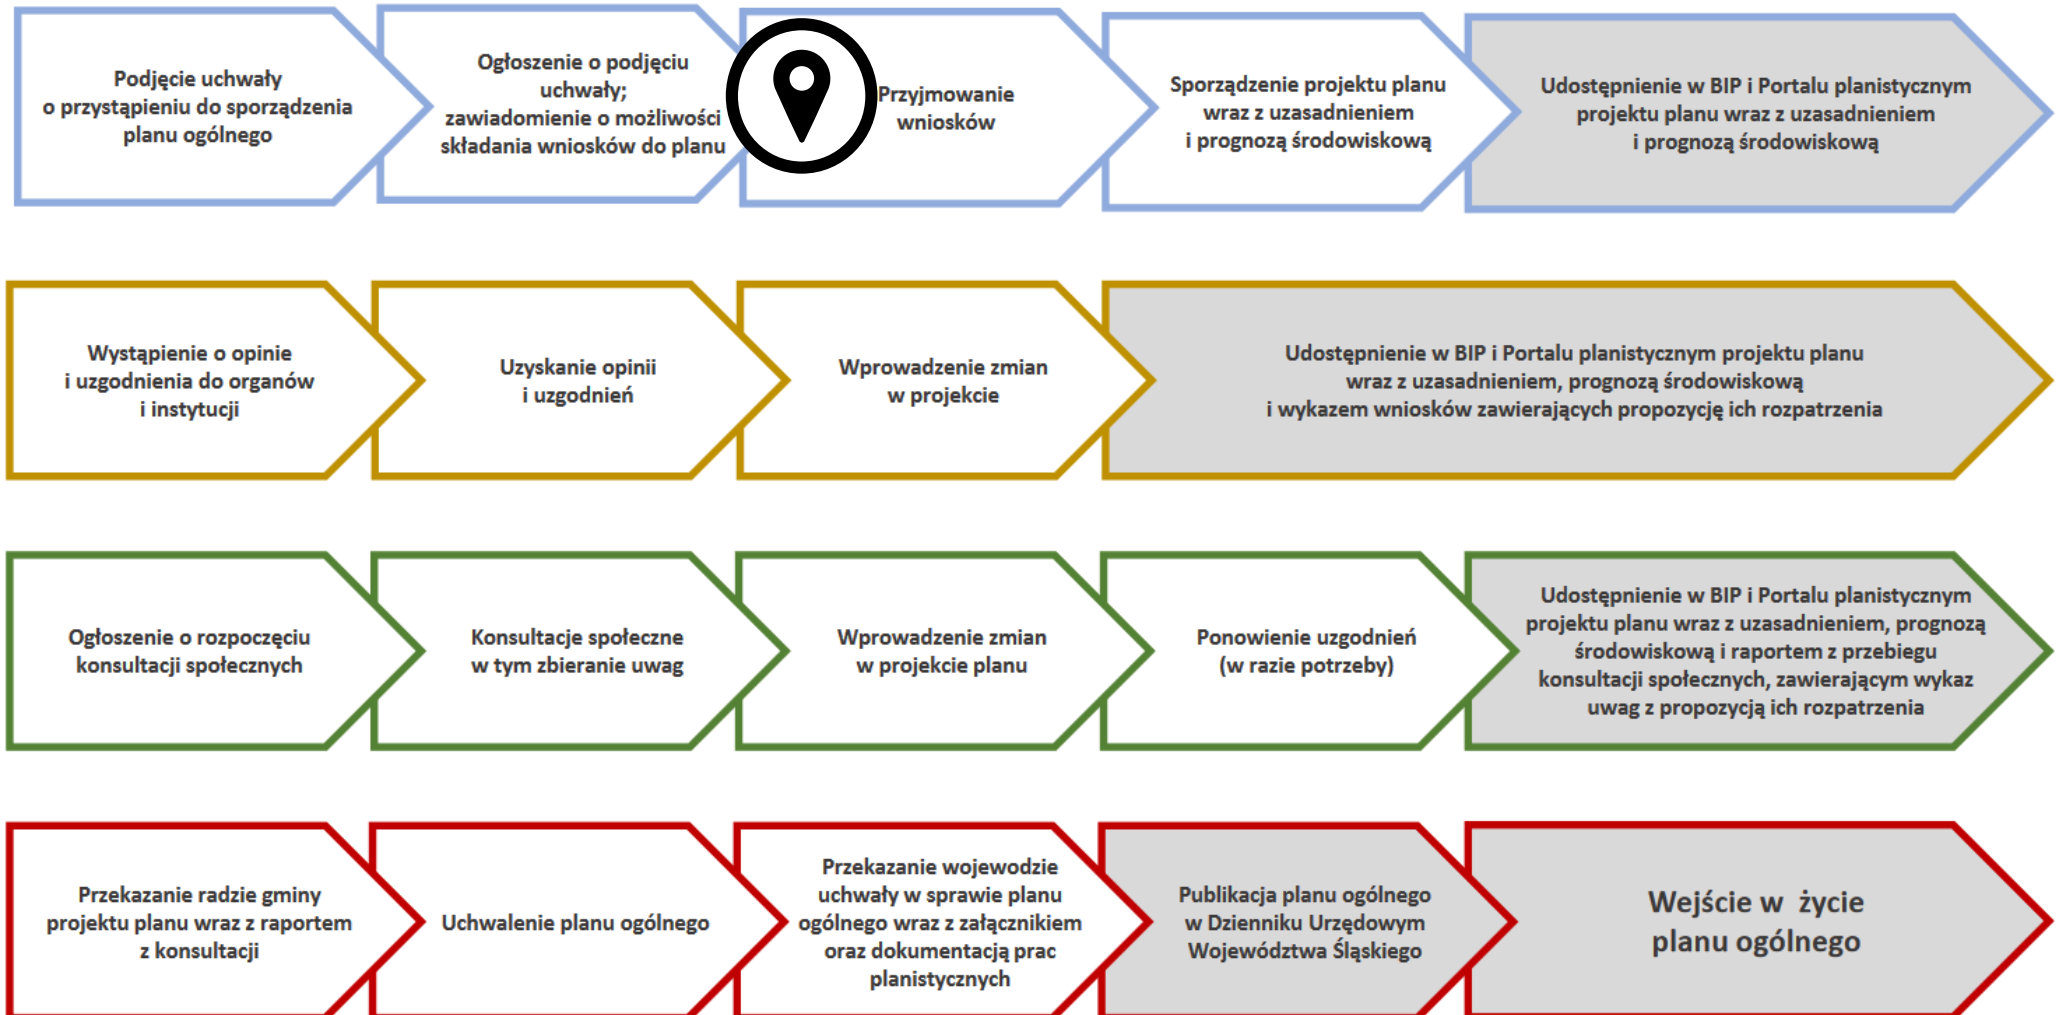 Podjęcie uchwały
o przystąpieniu do sporządzenia
planu ogólnego
Ogłoszenie o podjęciu
uchwały;
zawiadomienie o możliwości
składania wniosków do planu
Przyjmowanie
wniosków
Sporządzenie projektu planu
wraz z uzasadnieniem
i prognozą środowiskową
Udostępnienie w BIP i Portalu planistycznym
projektu planu wraz z uzasadnieniem
i prognozą środowiskową
Wystąpienie o opinie
i uzgodnienia do organów
i instytucji
Uzyskanie opinii
i uzgodnień
Wprowadzenie zmian
w projekcie
Udostępnienie w BIP i Portalu planistycznym projektu planu
wraz z uzasadnieniem, prognozą środowiskową
i wykazem wniosków zawierających propozycję ich rozpatrzenia
Ogłoszenie o rozpoczęciu
konsultacji społecznych
Konsultacje społeczne
w tym zbieranie uwag
Wprowadzenie zmian
w projekcie planu
Ponowienie uzgodnień
(w razie potrzeby)
Udostępnienie w BIP i Portalu planistycznym
projektu planu wraz z uzasadnieniem, prognozą
środowiskową i raportem z przebiegu
konsultacji społecznych, zawierającym wykaz
uwag z propozycją ich rozpatrzenia
Przekazanie radzie gminy
projektu planu wraz z raportem
z konsultacji
Uchwalenie planu ogólnego
Przekazanie wojewodzie
uchwały w sprawie planu
ogólnego wraz z załącznikiem
oraz dokumentacją prac
planistycznych
Publikacja planu ogólnego
w Dzienniku Urzędowym
Województwa Śląskiego
Wejście w życie
planu ogólnego